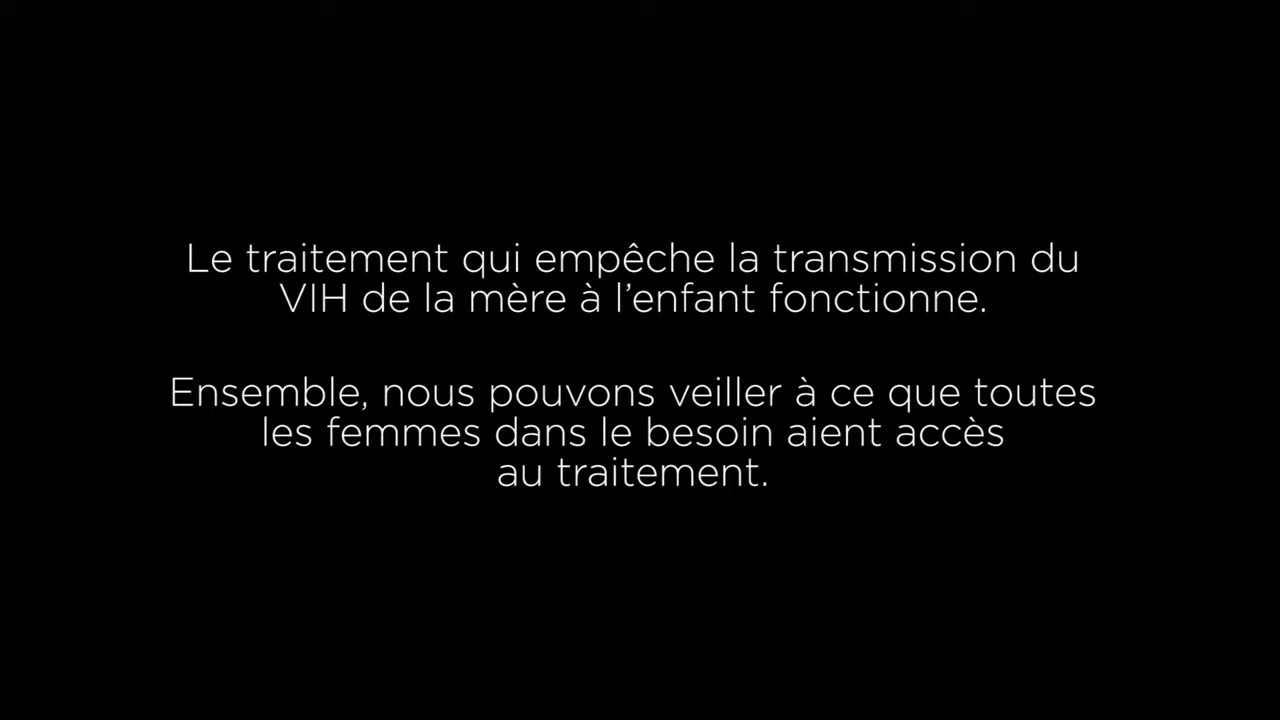 Le traitement qui empêche la transmission du
VIH de la mère à l’enfant fonctionne.
Ensemble, nous pouvons veiller à ce que toutes
les femmes dans le besoin aient accès
au traitement.